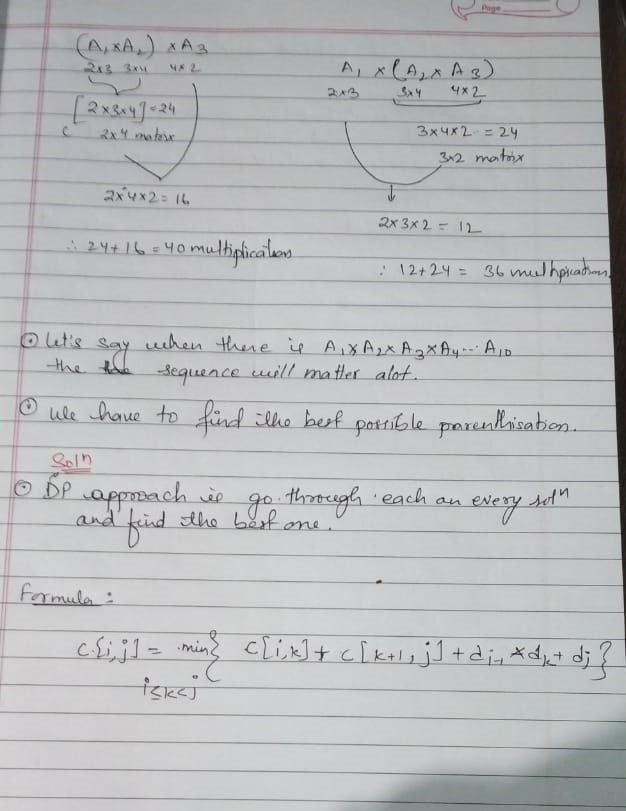 Page
(A₁ × A₂) × A₃
2×3 3×4 4×2
[2×3×4] = 24
2×4 matrix
2×4×2 = 16
∴ 24+16 = 40 multiplication
A₁ × (A₂ × A₃)
2×3 3×4 4×2
3×4×2 = 24
3×2 matrix
2×3×2 = 12
∴ 12+24 = 36 multiplication
⊙ Let's say when there is A₁×A₂×A₃×A₄...A₁₀
the sequence will matter alot.
⊙ We have to find the best possible parenthisation.
Solⁿ
⊙ DP approach is go through each an every solⁿ
and find the best one.
Formula :
C[i,j] = min { C[i,k] + C[k+1, j] + dᵢ₋₁ * dₖ + dⱼ }
i≤k<j